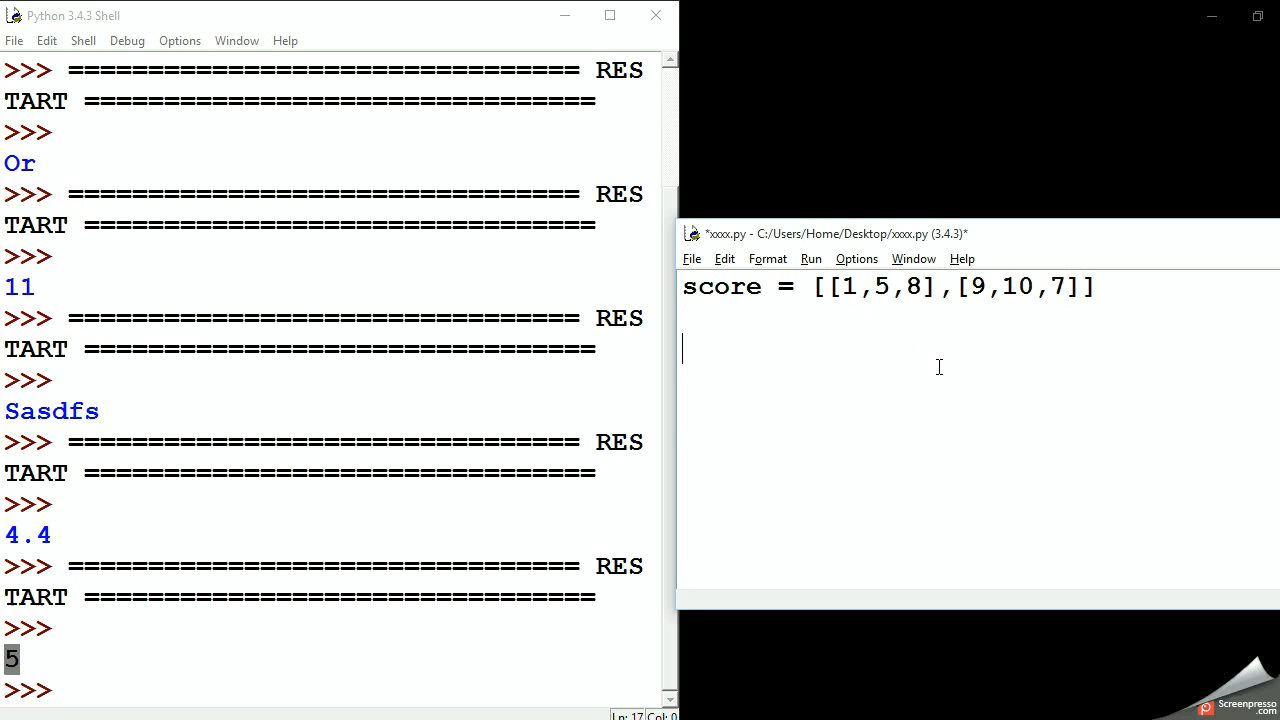 Python 3.4.3 Shell
File Edit Shell Debug Options Window Help
>>> ================================ RES
TART ================================
>>>
Or
>>> ================================ RES
TART ================================
>>>
11
>>> ================================ RES
TART ================================
>>>
Sasdfs
>>> ================================ RES
TART ================================
>>>
4.4
>>> ================================ RES
TART ================================
>>>
5
>>>
Ln: 17 Col: 0
*xxxx.py - C:/Users/Home/Desktop/xxxx.py (3.4.3)*
File Edit Format Run Options Window Help
score = [[1,5,8],[9,10,7]]
Screenpresso
.com